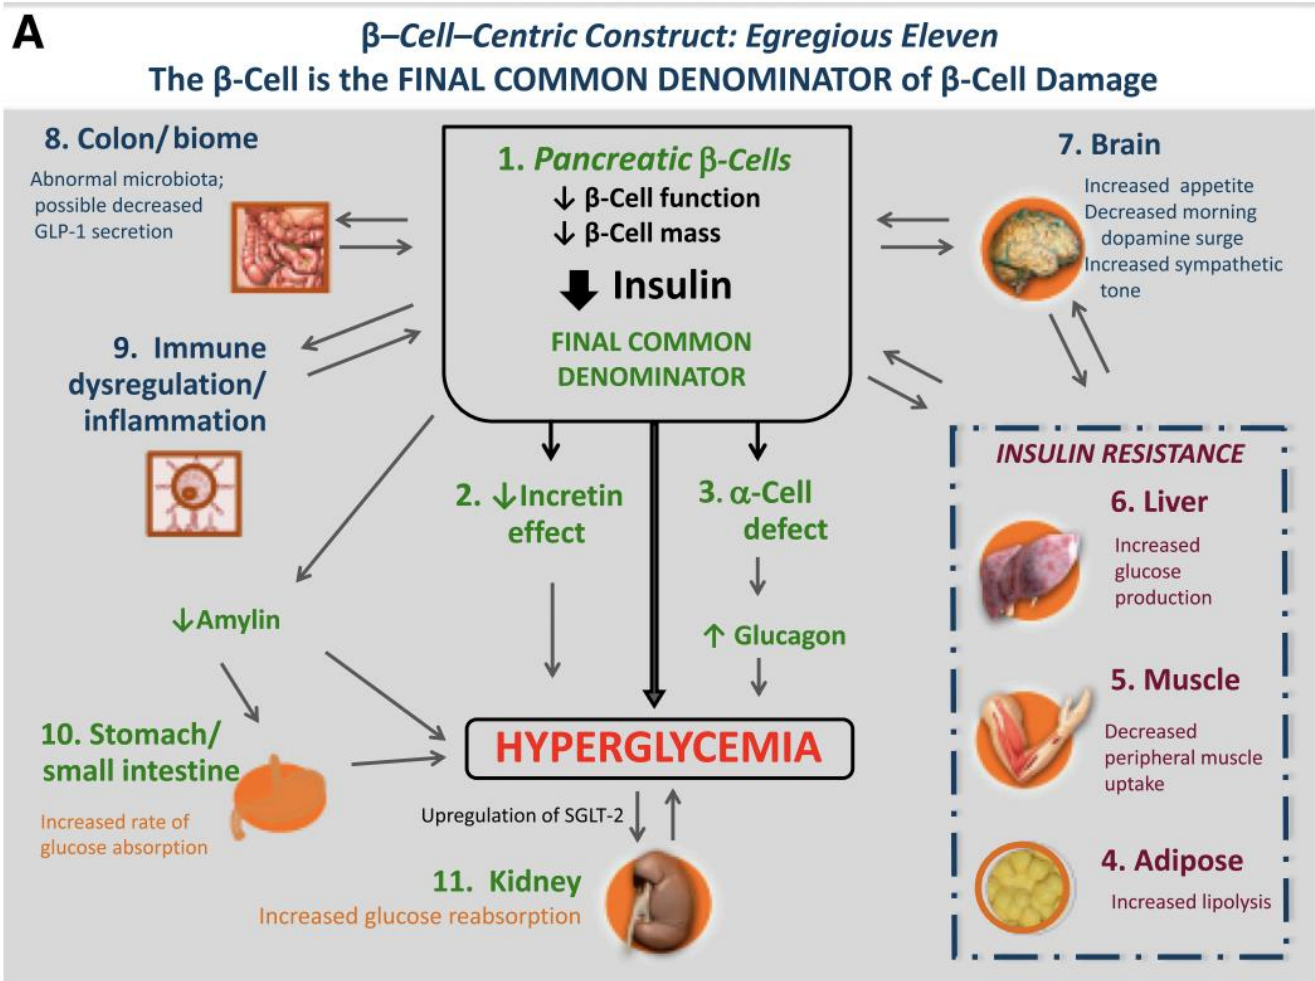 A
β–Cell–Centric Construct: Egregious Eleven
The β-Cell is the FINAL COMMON DENOMINATOR of β-Cell Damage
8. Colon/biome
Abnormal microbiota;
possible decreased
GLP-1 secretion
1. Pancreatic β-Cells
↓ β-Cell function
↓ β-Cell mass
↓ Insulin
FINAL COMMON
DENOMINATOR
7. Brain
Increased appetite
Decreased morning
dopamine surge
Increased sympathetic
tone
9. Immune
dysregulation/
inflammation
2. ↓Incretin
effect
3. α-Cell
defect
↑ Glucagon
↓Amylin
INSULIN RESISTANCE
6. Liver
Increased
glucose
production
5. Muscle
Decreased
peripheral muscle
uptake
4. Adipose
Increased lipolysis
10. Stomach/
small intestine
Increased rate of
glucose absorption
HYPERGLYCEMIA
Upregulation of SGLT-2
11. Kidney
Increased glucose reabsorption